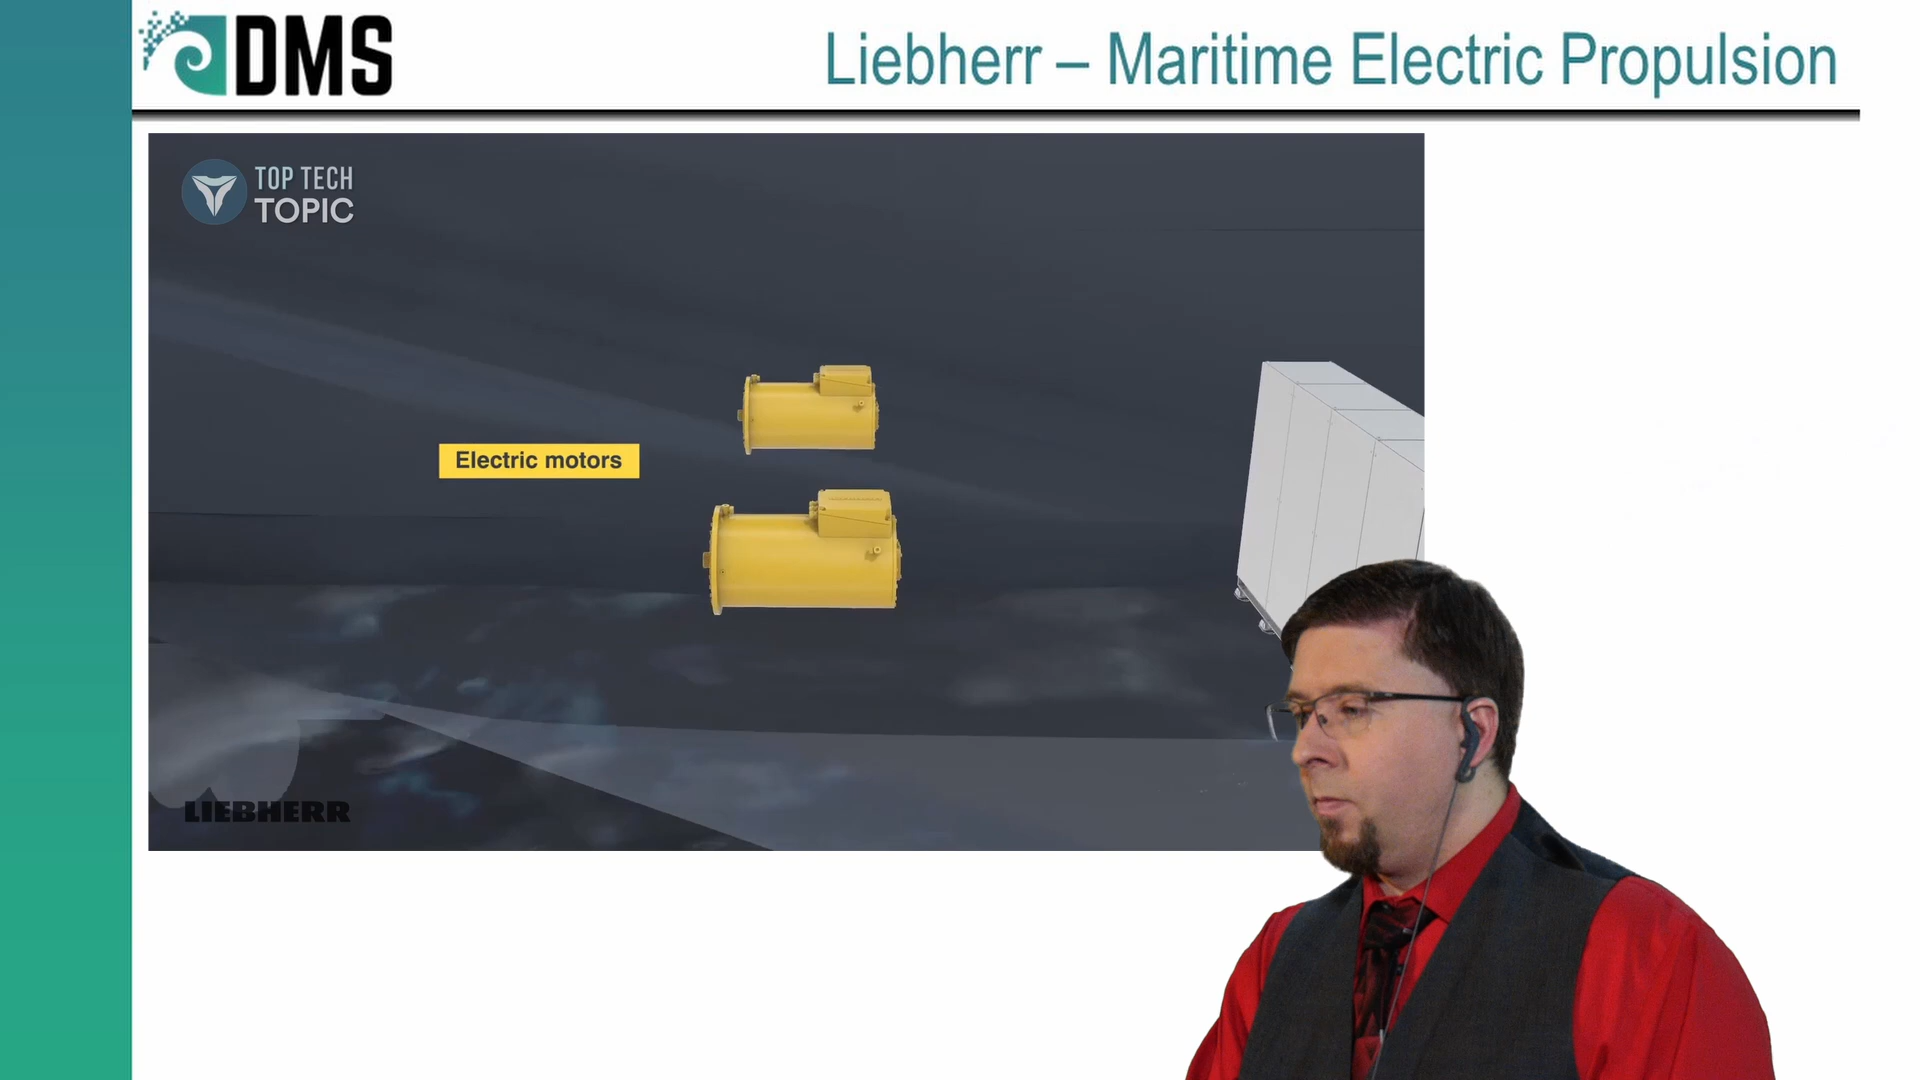 DMS
Liebherr – Maritime Electric Propulsion
TOP TECH
TOPIC
Electric motors
LIEBHERR